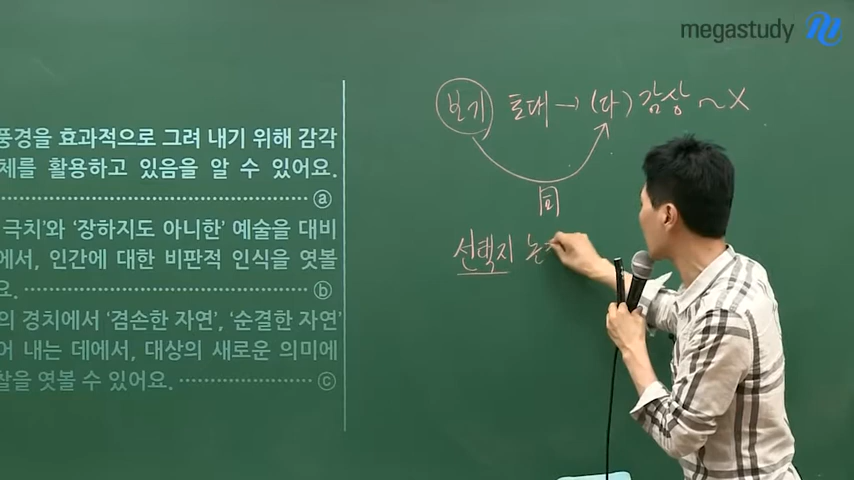 megastudy
풍경을 효과적으로 그려 내기 위해 감각
체를 활용하고 있음을 알 수 있어요.
ⓐ
극치'와 '장하지도 아니한' 예술을 대비
에서, 인간에 대한 비판적 인식을 엿볼
요. ⓑ
의 경치에서 '겸손한 자연', '순결한 자연'
어 내는 데에서, 대상의 새로운 의미에
찰을 엿볼 수 있어요. ⓒ
보기 토대 → (다) 감상 ~ X
同
선택지